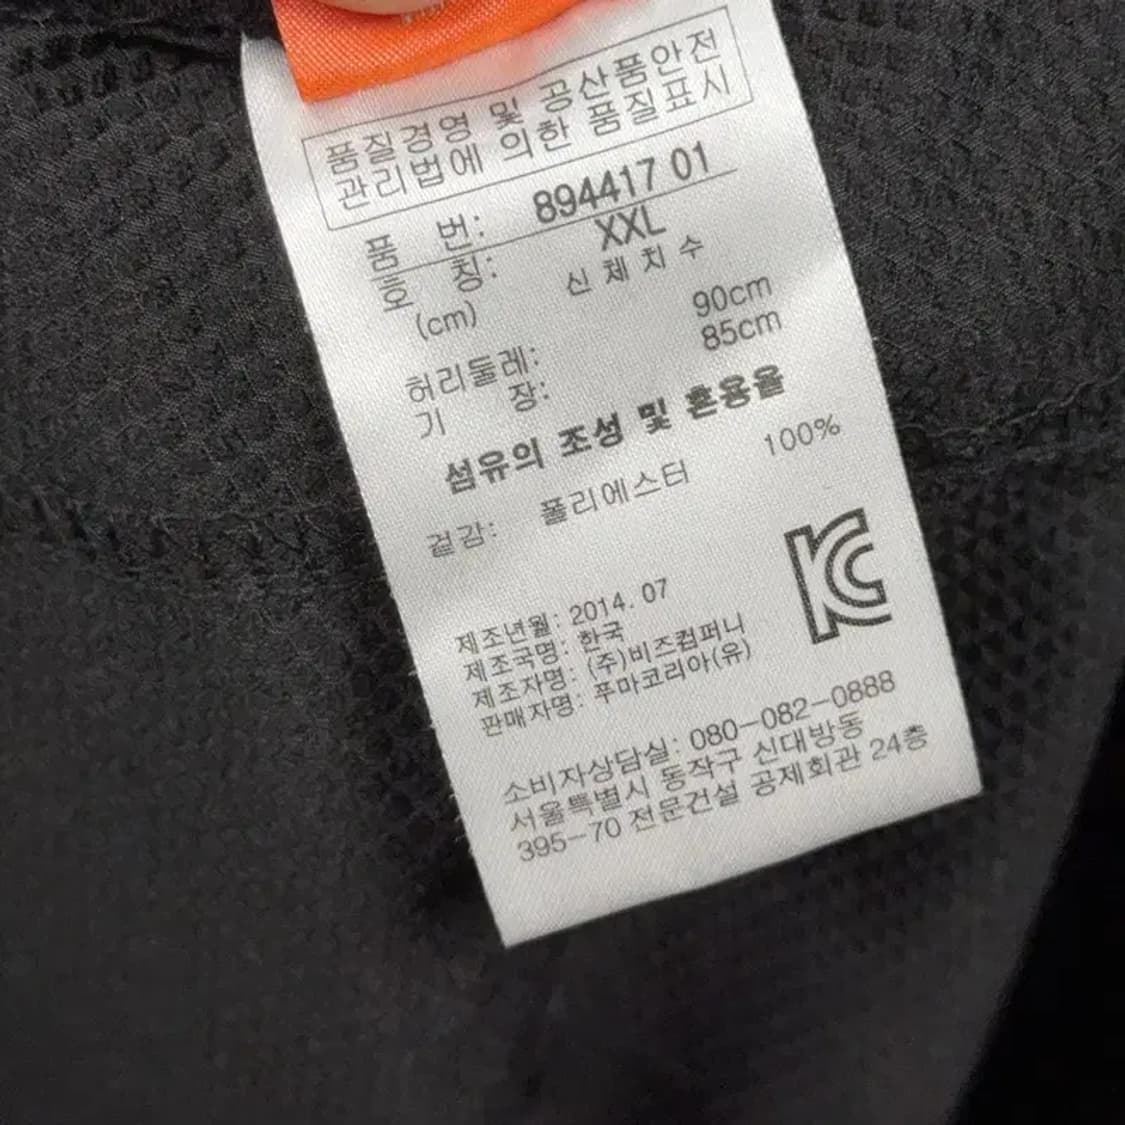 품질경영 및 공산품안전
관리법에 의한 품질표시
품 번: 894417 01
호 칭: XXL
(cm) 신체치수
허리둘레: 90cm
기 장: 85cm
섬유의 조성 및 혼용율
겉감: 폴리에스터 100%
KC
제조년월: 2014. 07
제조국명: 한국
제조자명: (주)비즈컴퍼니
판매자명: 푸마코리아(유)
소비자상담실: 080-082-0888
서울특별시 동작구 신대방동
395-70 전문건설 공제회관 24층